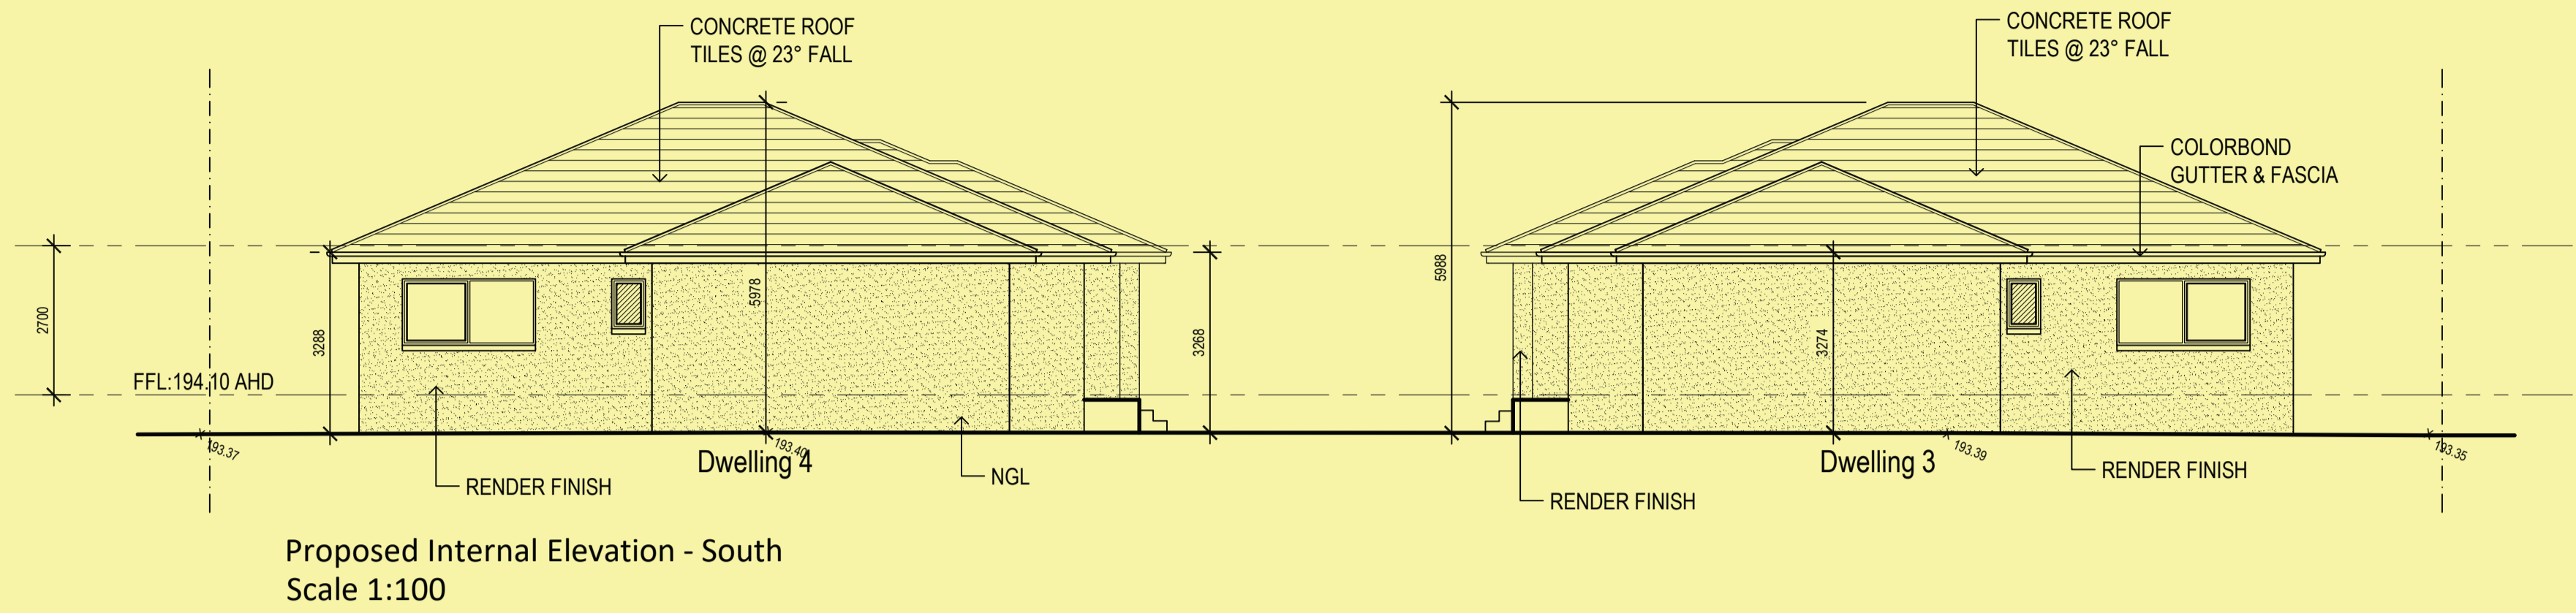 CONCRETE ROOF
TILES @ 23° FALL
CONCRETE ROOF
TILES @ 23° FALL
COLORBOND
GUTTER & FASCIA
2700
3288
5978
3268
5988
3274
FFL:194.10 AHD
193.37
193.40
193.39
193.35
Dwelling 4
Dwelling 3
RENDER FINISH
NGL
RENDER FINISH
RENDER FINISH
Proposed Internal Elevation - South
Scale 1:100